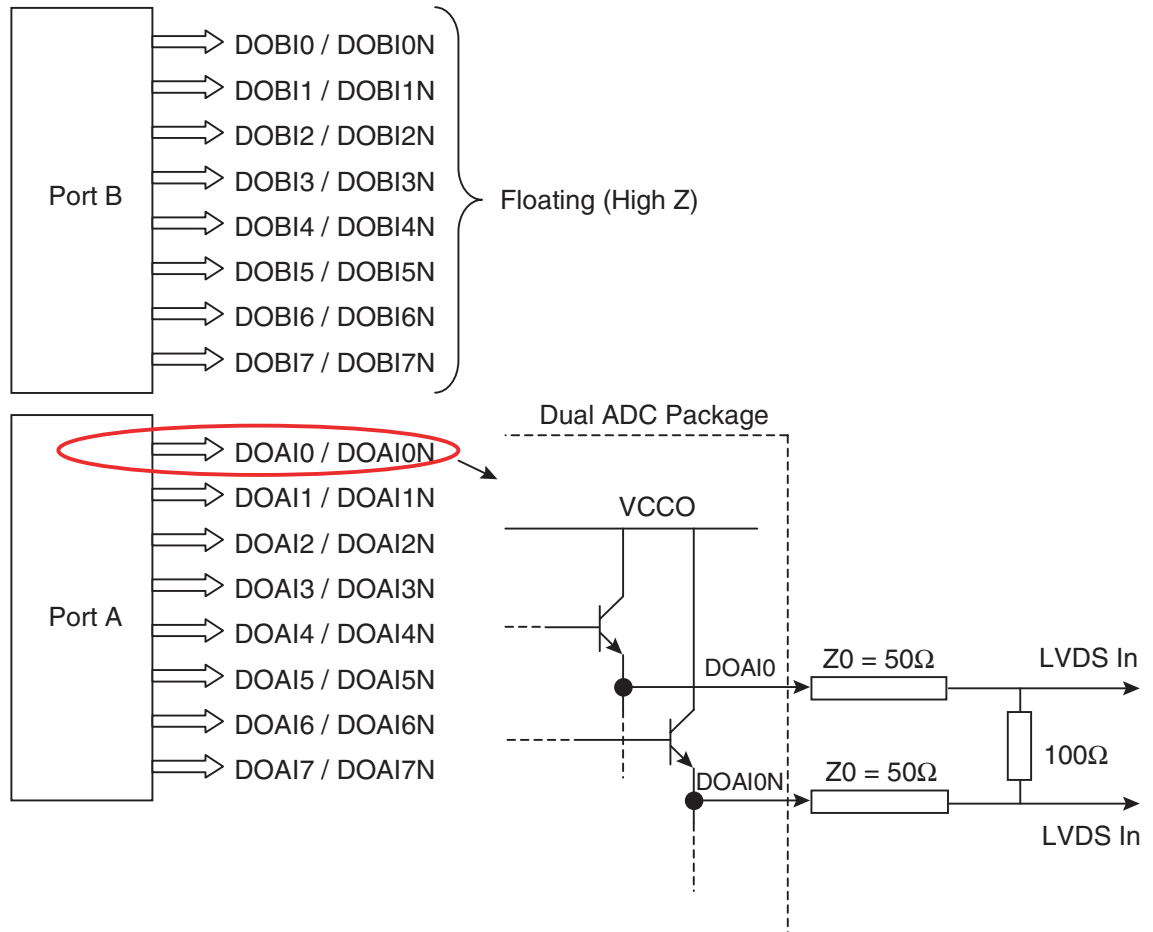 Port B
DOBI0 / DOBI0N
DOBI1 / DOBI1N
DOBI2 / DOBI2N
DOBI3 / DOBI3N
DOBI4 / DOBI4N
DOBI5 / DOBI5N
DOBI6 / DOBI6N
DOBI7 / DOBI7N
Floating (High Z)
Port A
DOAI0 / DOAI0N
DOAI1 / DOAI1N
DOAI2 / DOAI2N
DOAI3 / DOAI3N
DOAI4 / DOAI4N
DOAI5 / DOAI5N
DOAI6 / DOAI6N
DOAI7 / DOAI7N
Dual ADC Package
VCCO
DOAI0
Z0 = 50Ω
LVDS In
100Ω
DOAI0N
Z0 = 50Ω
LVDS In